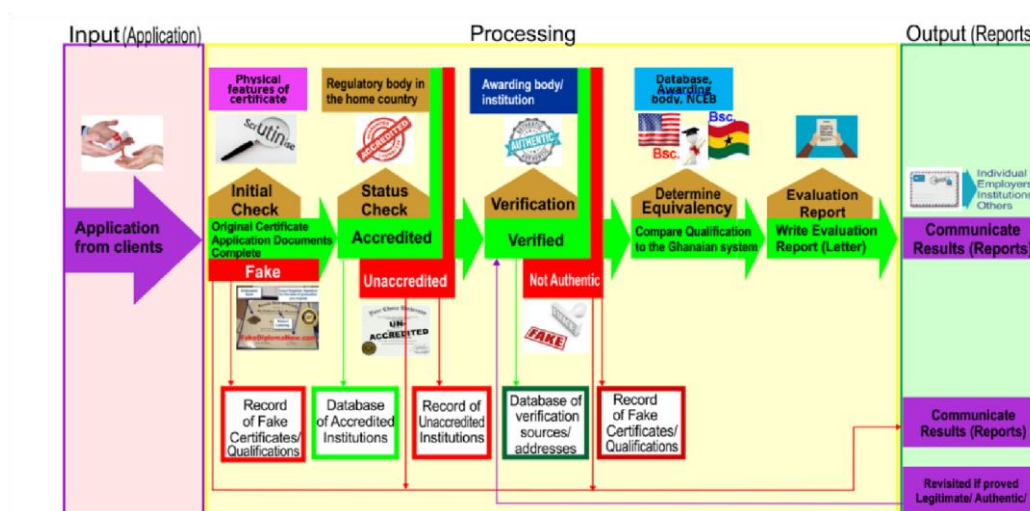 Input (Application)
Processing
Output (Reports
Physical
features of
certificate
Regulatory body in
the home country
Awarding body/
institution
Database,
Awarding
body, NCEB
Scrutinise
ACCREDITED
AUTHENTIC
Bsc.
Bsc.
Individual
Employers
Institutions
Others
Initial
Check
Status
Check
Verification
Determine
Equivalency
Evaluation
Report
Application
from clients
Original Certificate
Application Documents
Complete
Accredited
Verified
Compare Qualification
to the Ghanaian system
Write Evaluation
Report (Letter)
Communicate
Results (Reports)
Fake
Unaccredited
Not Authentic
FakeDiplomaNow.com
UN-
ACCREDITED
FAKE
Record
of Fake
Certificates/
Qualifications
Database
of Accredited
Institutions
Record of
Unaccredited
Institutions
Database of
verification
sources/
addresses
Record
of Fake
Certificates/
Qualifications
Communicate
Results (Reports)
Revisited if proved
Legitimate/ Authentic/